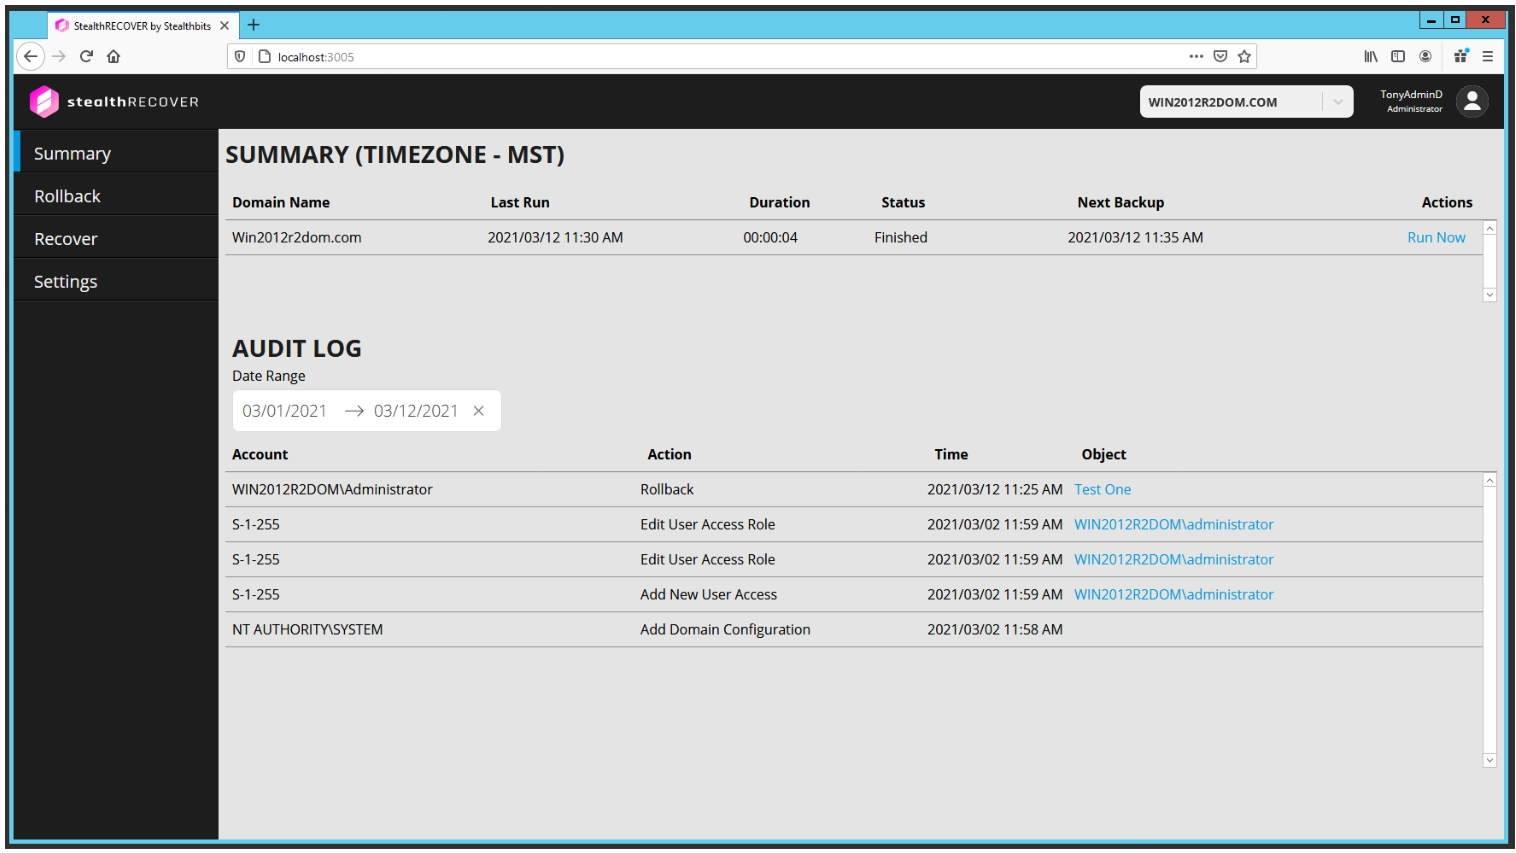 StealthRECOVER by Stealthbits
localhost:3005
stealthRECOVER
WIN2012R2DOM.COM
TonyAdminD
Administrator
Summary
Rollback
Recover
Settings
SUMMARY (TIMEZONE - MST)
Domain Name Last Run Duration Status Next Backup Actions
Win2012r2dom.com 2021/03/12 11:30 AM 00:00:04 Finished 2021/03/12 11:35 AM Run Now
AUDIT LOG
Date Range
03/01/2021 → 03/12/2021 ×
Account Action Time Object
WIN2012R2DOM\Administrator Rollback 2021/03/12 11:25 AM Test One
S-1-255 Edit User Access Role 2021/03/02 11:59 AM WIN2012R2DOM\administrator
S-1-255 Edit User Access Role 2021/03/02 11:59 AM WIN2012R2DOM\administrator
S-1-255 Add New User Access 2021/03/02 11:59 AM WIN2012R2DOM\administrator
NT AUTHORITY\SYSTEM Add Domain Configuration 2021/03/02 11:58 AM